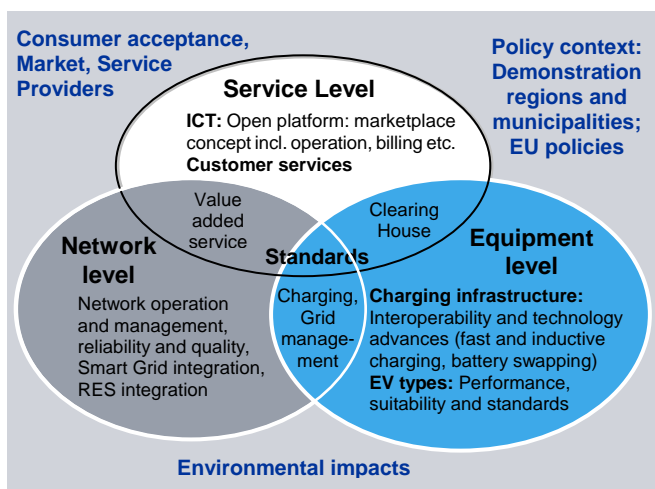 Consumer acceptance,
Market, Service
Providers
Policy context:
Demonstration
regions and
municipalities;
EU policies
Service Level
ICT: Open platform: marketplace
concept incl. operation, billing etc.
Customer services
Value
added
service
Clearing
House
Network
level
Standards
Equipment
level
Network operation
and management,
reliability and quality,
Smart Grid integration,
RES integration
Charging,
Grid
manage-
ment
Charging infrastructure:
Interoperability and technology
advances (fast and inductive
charging, battery swapping)
EV types: Performance,
suitability and standards
Environmental impacts